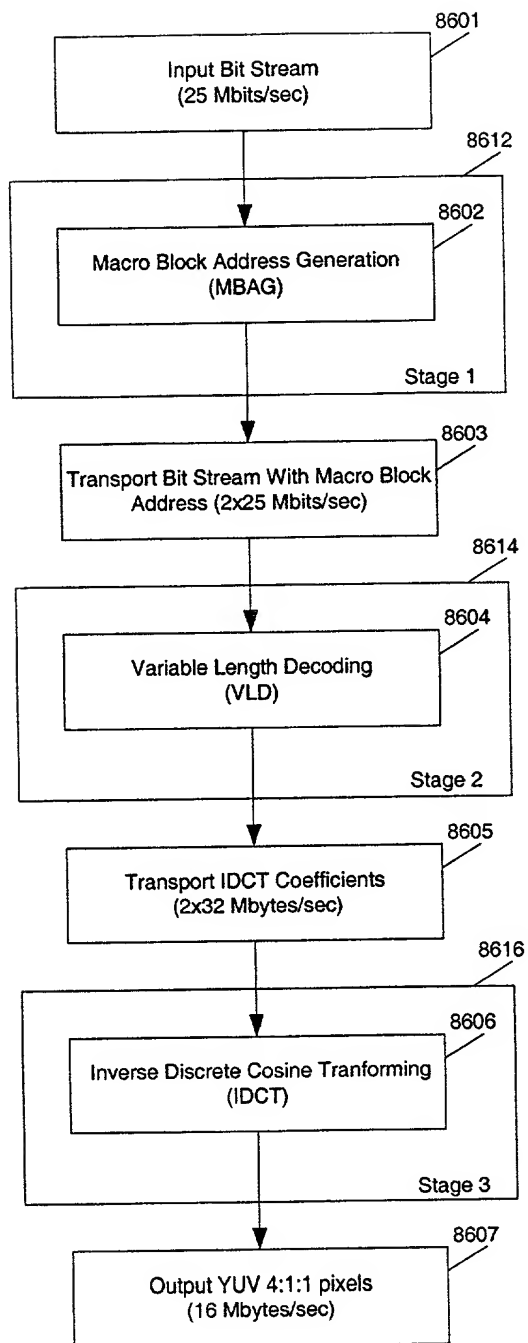 8601
Input Bit Stream
(25 Mbits/sec)
8612
8602
Macro Block Address Generation
(MBAG)
Stage 1
8603
Transport Bit Stream With Macro Block
Address (2x25 Mbits/sec)
8614
8604
Variable Length Decoding
(VLD)
Stage 2
8605
Transport IDCT Coefficients
(2x32 Mbytes/sec)
8616
8606
Inverse Discrete Cosine Tranforming
(IDCT)
Stage 3
8607
Output YUV 4:1:1 pixels
(16 Mbytes/sec)